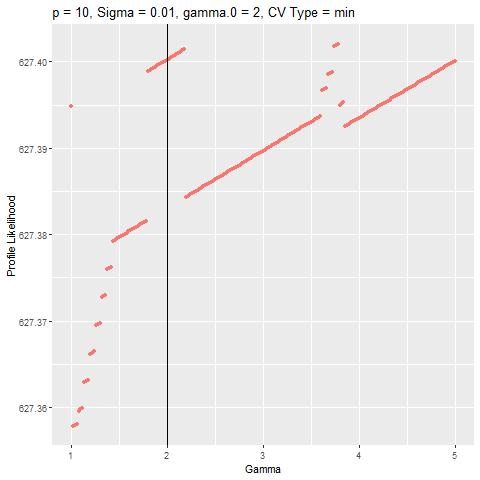 p = 10, Sigma = 0.01, gamma.0 = 2, CV Type = min
Profile Likelihood
627.40
627.39
627.38
627.37
627.36
1 2 3 4 5
Gamma